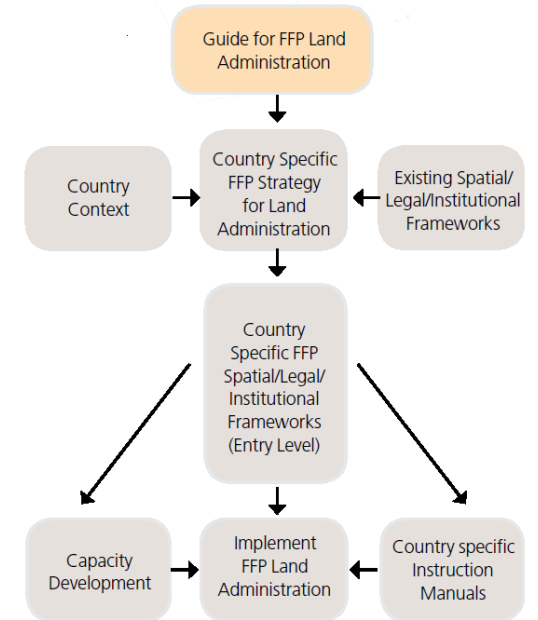 Guide for FFP Land
Administration
Country
Context
Country Specific
FFP Strategy
for Land
Administration
Existing Spatial/
Legal/Institutional
Frameworks
Country
Specific FFP
Spatial/Legal/
Institutional
Frameworks
(Entry Level)
Capacity
Development
Implement
FFP Land
Administration
Country specific
Instruction
Manuals